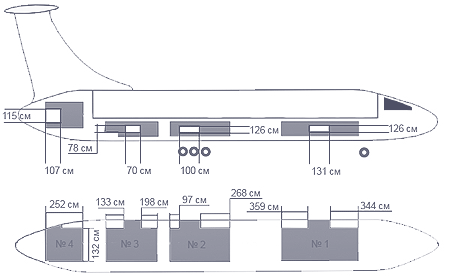 115 см
126 см
126 см
78 см
107 см
70 см
100 см
131 см
252 см
133 см
198 см
97 см
268 см
359 см
344 см
132 см
№ 4
№ 3
№ 2
№ 1